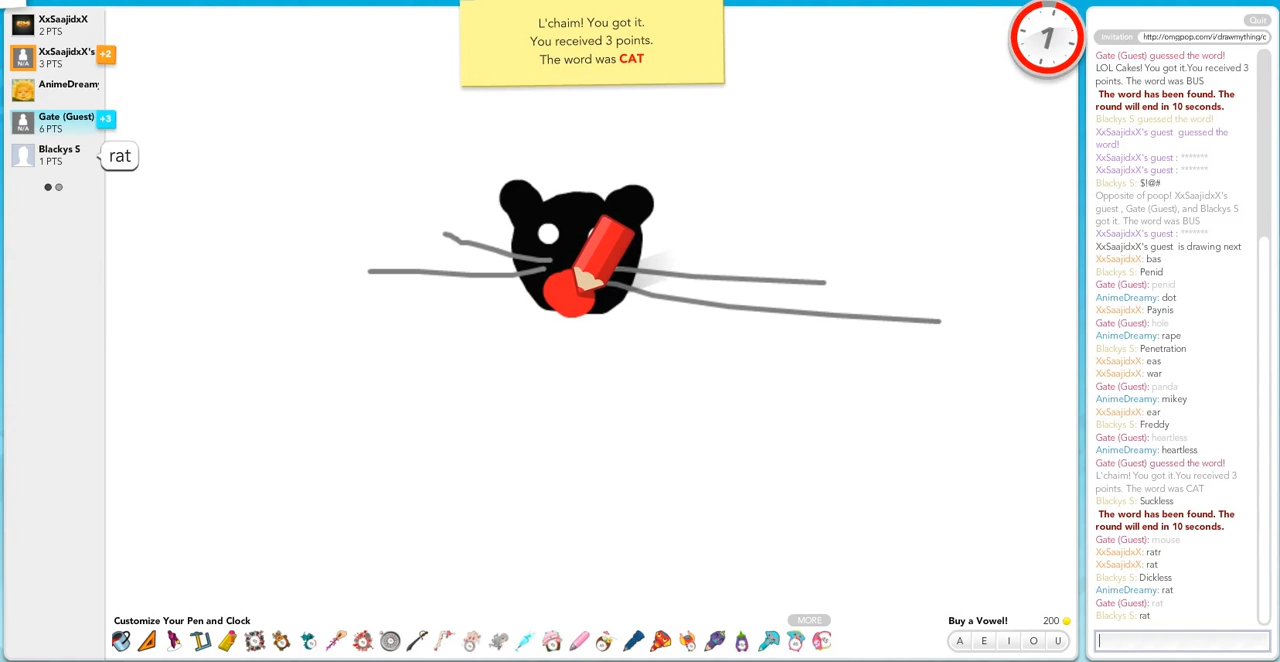 XxSaajidxX
2 PTS
XxSaajidxX's
3 PTS
+2
AnimeDreamy
Gate (Guest)
6 PTS
+3
N/A
N/A
Blackys S
1 PTS
rat
L'chaim! You got it.
You received 3 points.
The word was CAT
1
Quit
Invitation
http://omgpop.com/i/drawmything/c
Gate (Guest) guessed the word!
LOL Cakes! You got it.You received 3
points. The word was BUS
The word has been found. The
round will end in 10 seconds.
Blackys S guessed the word!
XxSaajidxX's guest guessed the
word!
XxSaajidxX's guest : *******
XxSaajidxX's guest : *******
Blackys S: $!@#
Opposite of poop! XxSaajidxX's
guest , Gate (Guest), and Blackys S
got it. The word was BUS
XxSaajidxX's guest : *******
XxSaajidxX's guest is drawing next
XxSaajidxX: bas
Blackys S: Penid
Gate (Guest): penid
AnimeDreamy: dot
XxSaajidxX: Paynis
Gate (Guest): hole
AnimeDreamy: rape
Blackys S: Penetration
XxSaajidxX: eas
XxSaajidxX: war
Gate (Guest): panda
AnimeDreamy: mikey
XxSaajidxX: ear
Blackys S: Freddy
Gate (Guest): heartless
AnimeDreamy: heartless
Gate (Guest) guessed the word!
L'chaim! You got it.You received 3
points. The word was CAT
Blackys S: Suckless
The word has been found. The
round will end in 10 seconds.
Gate (Guest): mouse
XxSaajidxX: ratr
XxSaajidxX: rat
Blackys S: Dickless
AnimeDreamy: rat
Gate (Guest): rat
Blackys S: rat
Customize Your Pen and Clock
MORE
Buy a Vowel!
200
A E I O U